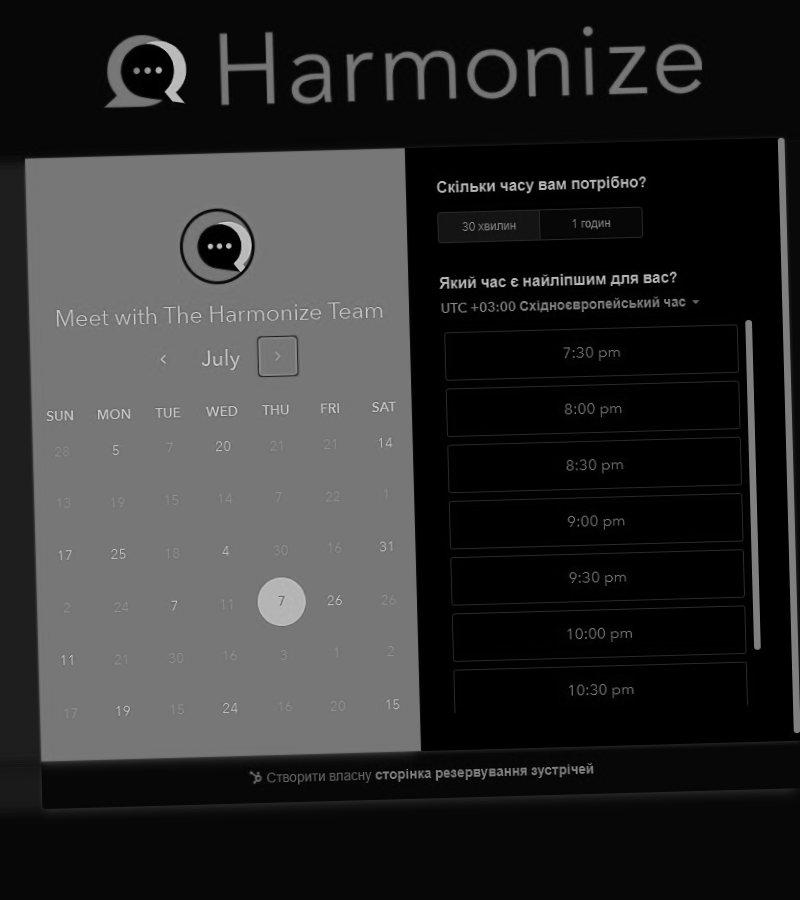 Harmonize
Meet with The Harmonize Team
July
SUN MON TUE WED THU FRI SAT
28 5 7 20 21 21 14
13 19 15 14 7 22 1
17 25 18 4 30 16 31
2 24 7 11 7 26 26
11 21 30 16 3 1 2
17 19 15 24 16 20 15
Скільки часу вам потрібно?
30 хвилин 1 годин
Який час є найліпшим для вас?
UTC +03:00 Східноєвропейський час
7:30 pm
8:00 pm
8:30 pm
9:00 pm
9:30 pm
10:00 pm
10:30 pm
Створити власну сторінка резервування зустрічей